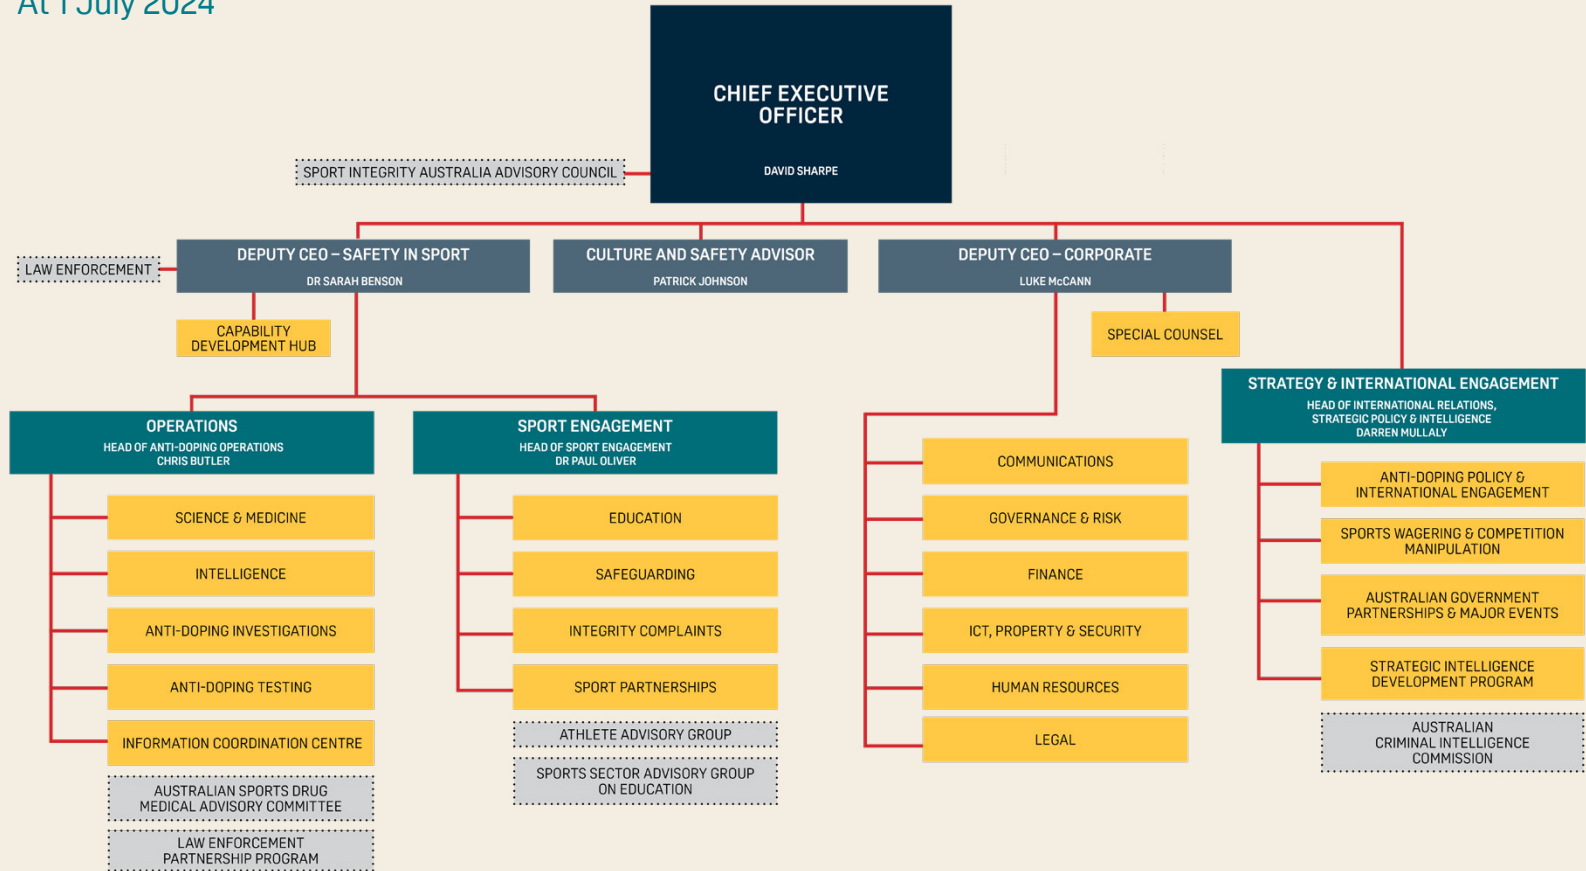 At 1 July 2024
CHIEF EXECUTIVE
OFFICER
DAVID SHARPE
SPORT INTEGRITY AUSTRALIA ADVISORY COUNCIL
LAW ENFORCEMENT
DEPUTY CEO – SAFETY IN SPORT
DR SARAH BENSON
CULTURE AND SAFETY ADVISOR
PATRICK JOHNSON
DEPUTY CEO – CORPORATE
LUKE McCANN
CAPABILITY
DEVELOPMENT HUB
SPECIAL COUNSEL
OPERATIONS
HEAD OF ANTI-DOPING OPERATIONS
CHRIS BUTLER
SCIENCE & MEDICINE
INTELLIGENCE
ANTI-DOPING INVESTIGATIONS
ANTI-DOPING TESTING
INFORMATION COORDINATION CENTRE
AUSTRALIAN SPORTS DRUG
MEDICAL ADVISORY COMMITTEE
LAW ENFORCEMENT
PARTNERSHIP PROGRAM
SPORT ENGAGEMENT
HEAD OF SPORT ENGAGEMENT
DR PAUL OLIVER
EDUCATION
SAFEGUARDING
INTEGRITY COMPLAINTS
SPORT PARTNERSHIPS
ATHLETE ADVISORY GROUP
SPORTS SECTOR ADVISORY GROUP
ON EDUCATION
COMMUNICATIONS
GOVERNANCE & RISK
FINANCE
ICT, PROPERTY & SECURITY
HUMAN RESOURCES
LEGAL
STRATEGY & INTERNATIONAL ENGAGEMENT
HEAD OF INTERNATIONAL RELATIONS,
STRATEGIC POLICY & INTELLIGENCE
DARREN MULLALY
ANTI-DOPING POLICY &
INTERNATIONAL ENGAGEMENT
SPORTS WAGERING & COMPETITION
MANIPULATION
AUSTRALIAN GOVERNMENT
PARTNERSHIPS & MAJOR EVENTS
STRATEGIC INTELLIGENCE
DEVELOPMENT PROGRAM
AUSTRALIAN
CRIMINAL INTELLIGENCE
COMMISSION